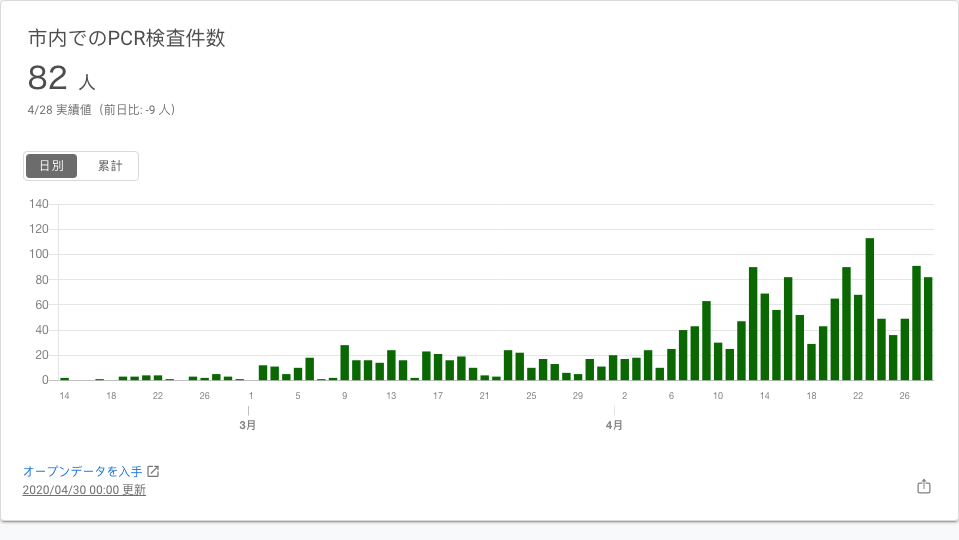 市内でのPCR検査件数
82 人
4/28 実績値（前日比: -9 人）
日別 累計
140
120
100
80
60
40
20
0
14 18 22 26 1 5 9 13 17 21 25 29 2 6 10 14 18 22 26
3月 4月
オープンデータを入手
2020/04/30 00:00 更新